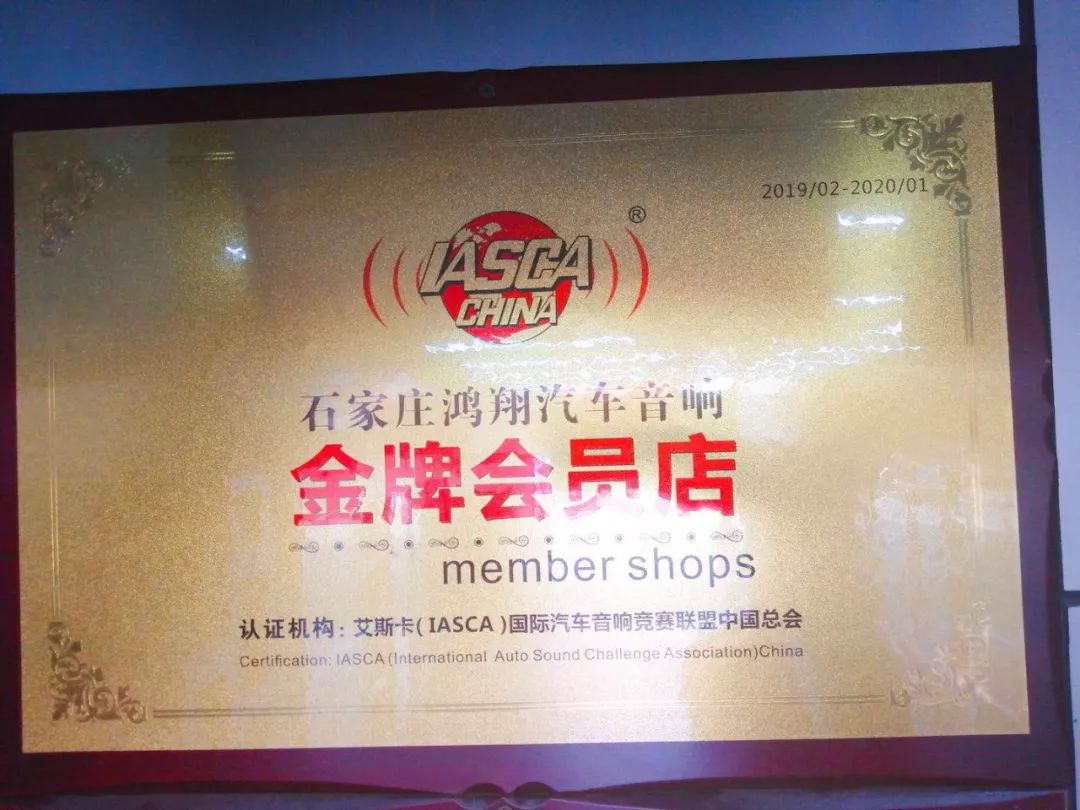 2019/02-2020/01
®
IASCA
CHINA
石家庄鸿翔汽车音响
金牌会员店
member shops
认证机构：艾斯卡(IASCA)国际汽车音响竞赛联盟中国总会
Certification: IASCA (International Auto Sound Challenge Association)China